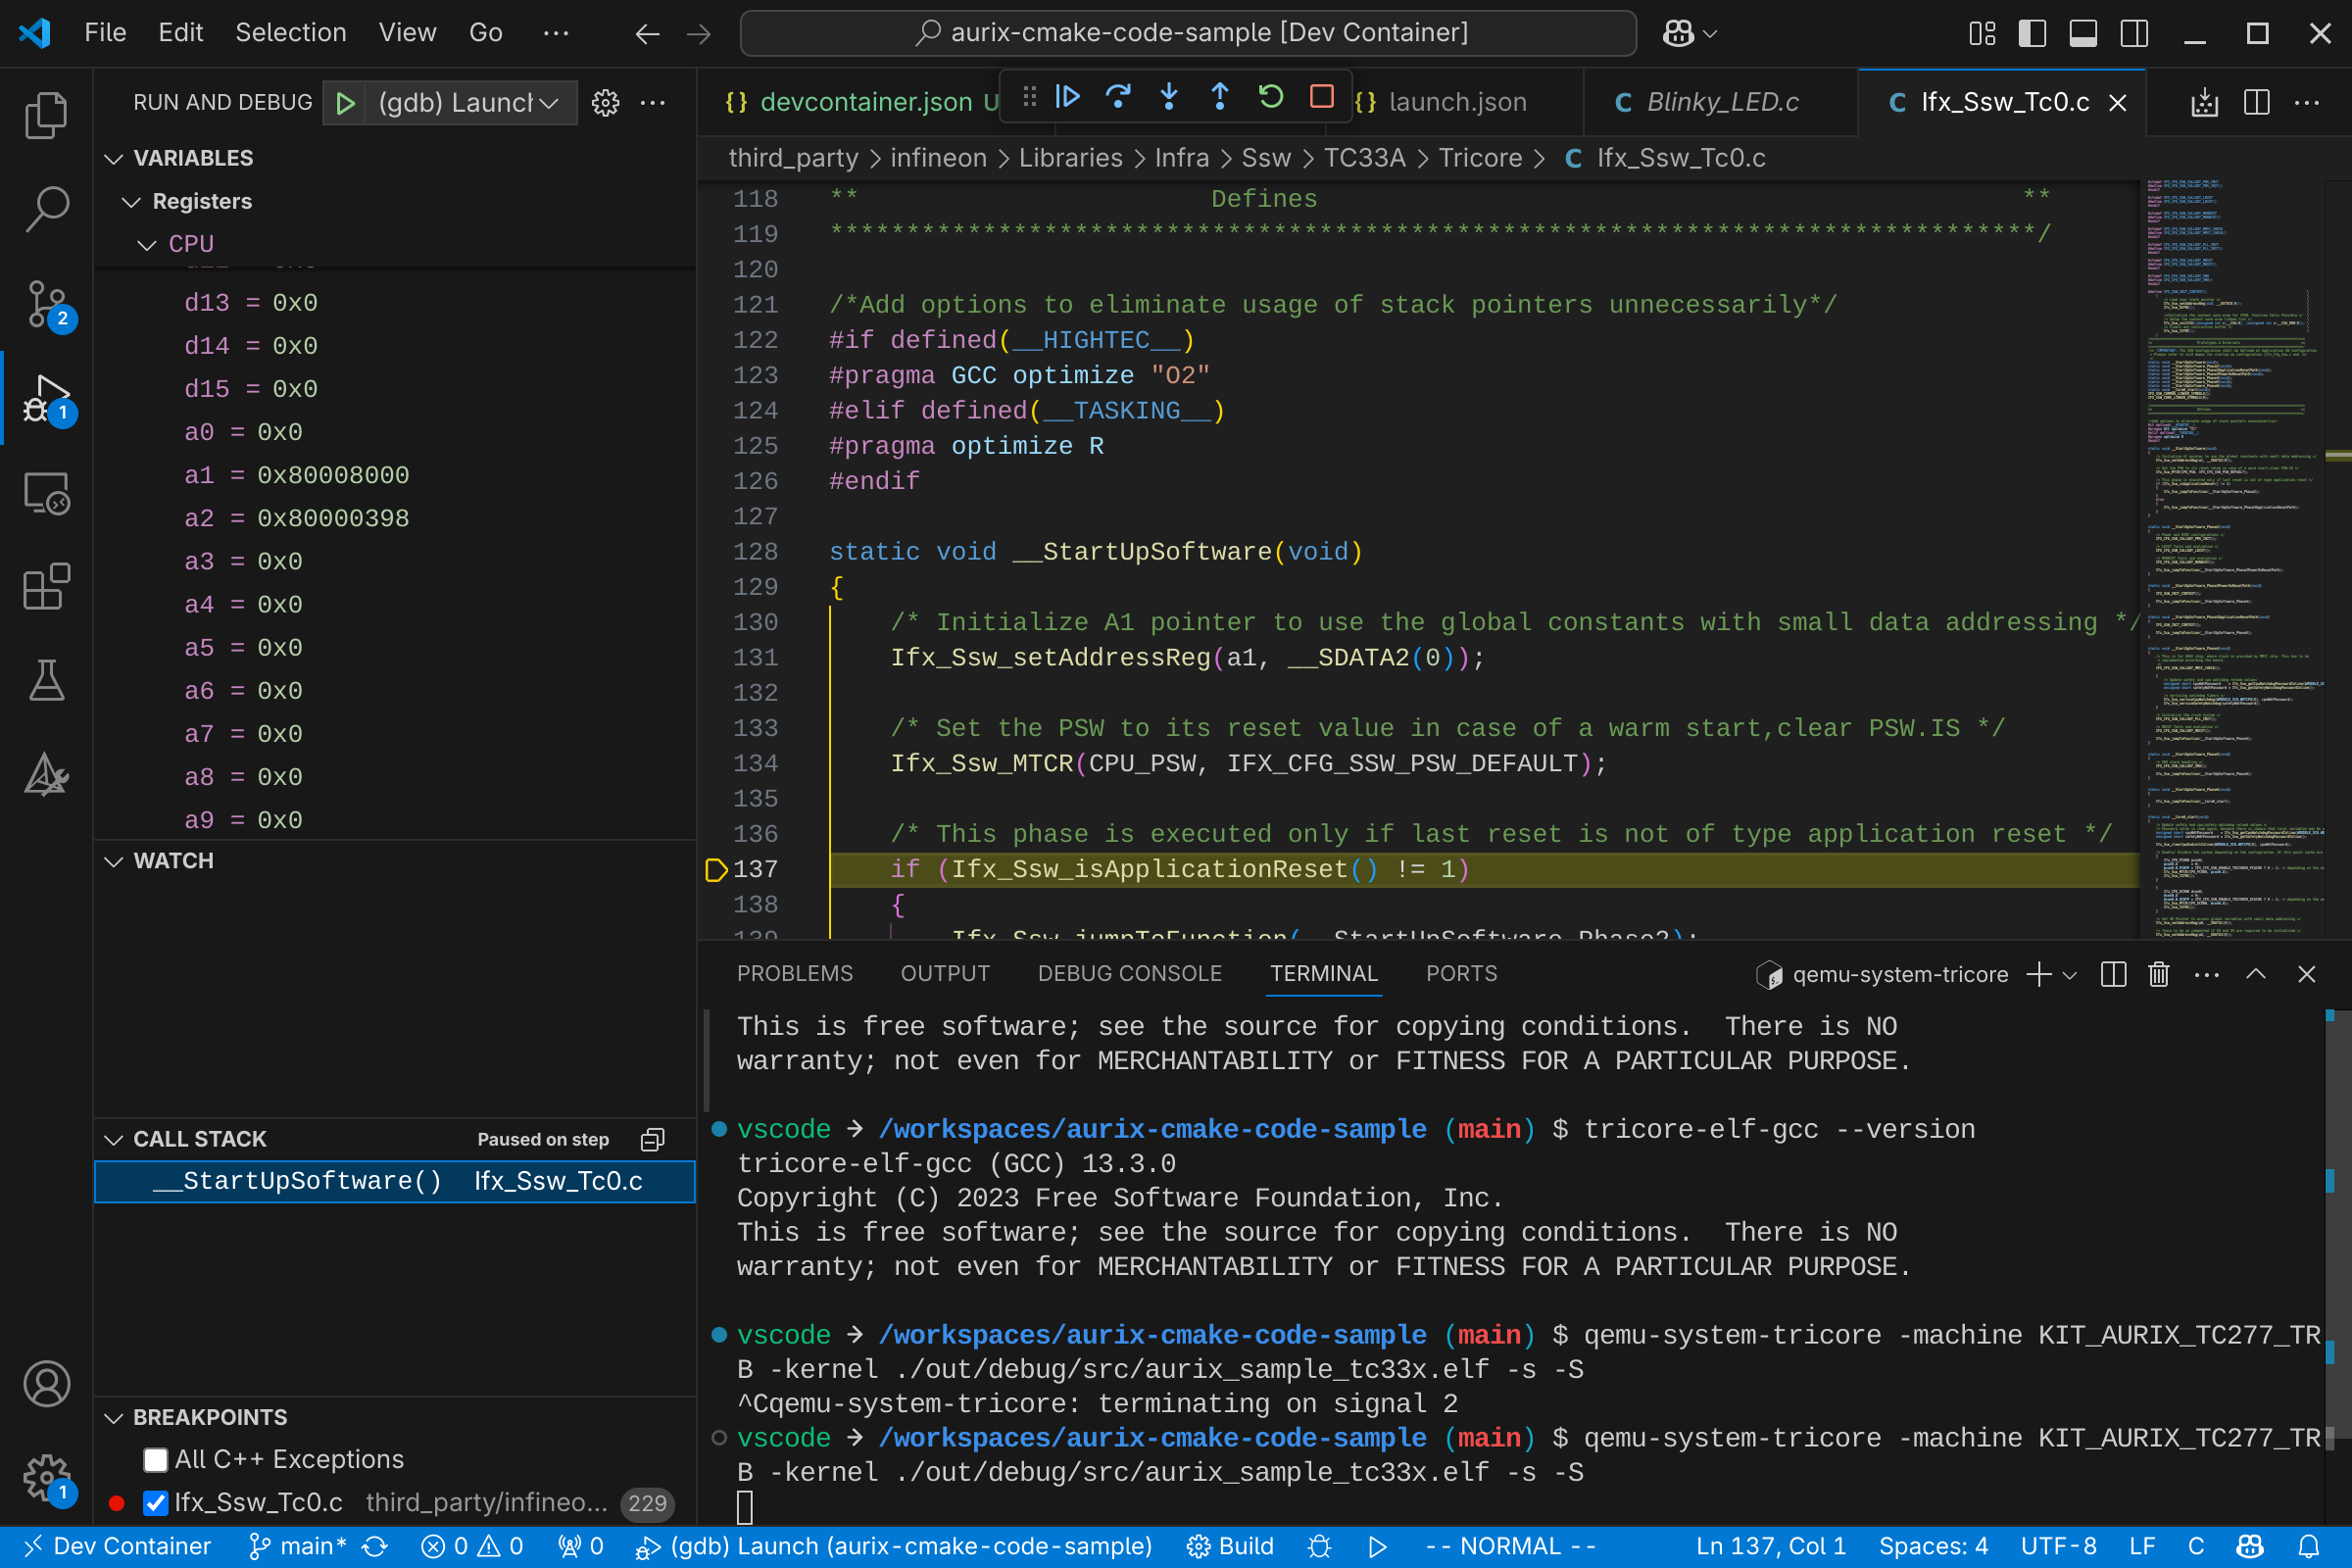 File Edit Selection View Go ··· aurix-cmake-code-sample [Dev Container]
RUN AND DEBUG (gdb) Launch
{} devcontainer.json U {} launch.json C Blinky_LED.c C Ifx_Ssw_Tc0.c
third_party > infineon > Libraries > Infra > Ssw > TC33A > Tricore > C Ifx_Ssw_Tc0.c
VARIABLES
Registers
CPU
d13 = 0x0
d14 = 0x0
d15 = 0x0
a0 = 0x0
a1 = 0x80008000
a2 = 0x80000398
a3 = 0x0
a4 = 0x0
a5 = 0x0
a6 = 0x0
a7 = 0x0
a8 = 0x0
a9 = 0x0
WATCH
CALL STACK Paused on step
__StartUpSoftware() Ifx_Ssw_Tc0.c
BREAKPOINTS
All C++ Exceptions
Ifx_Ssw_Tc0.c third_party/infineo... 229
2
1
1
118 ** Defines **
119 *******************************************************************************/
120
121 /*Add options to eliminate usage of stack pointers unnecessarily*/
122 #if defined(__HIGHTEC__)
123 #pragma GCC optimize "O2"
124 #elif defined(__TASKING__)
125 #pragma optimize R
126 #endif
127
128 static void __StartUpSoftware(void)
129 {
130 /* Initialize A1 pointer to use the global constants with small data addressing */
131 Ifx_Ssw_setAddressReg(a1, __SDATA2(0));
132
133 /* Set the PSW to its reset value in case of a warm start,clear PSW.IS */
134 Ifx_Ssw_MTCR(CPU_PSW, IFX_CFG_SSW_PSW_DEFAULT);
135
136 /* This phase is executed only if last reset is not of type application reset */
137 if (Ifx_Ssw_isApplicationReset() != 1)
138 {
139 Ifx_Ssw_jumpToFunction(__StartUpSoftware_Phase2);
PROBLEMS OUTPUT DEBUG CONSOLE TERMINAL PORTS qemu-system-tricore
This is free software; see the source for copying conditions.  There is NO
warranty; not even for MERCHANTABILITY or FITNESS FOR A PARTICULAR PURPOSE.
vscode → /workspaces/aurix-cmake-code-sample (main) $ tricore-elf-gcc --version
tricore-elf-gcc (GCC) 13.3.0
Copyright (C) 2023 Free Software Foundation, Inc.
This is free software; see the source for copying conditions.  There is NO
warranty; not even for MERCHANTABILITY or FITNESS FOR A PARTICULAR PURPOSE.
vscode → /workspaces/aurix-cmake-code-sample (main) $ qemu-system-tricore -machine KIT_AURIX_TC277_TR
B -kernel ./out/debug/src/aurix_sample_tc33x.elf -s -S
^Cqemu-system-tricore: terminating on signal 2
vscode → /workspaces/aurix-cmake-code-sample (main) $ qemu-system-tricore -machine KIT_AURIX_TC277_TR
B -kernel ./out/debug/src/aurix_sample_tc33x.elf -s -S
Dev Container main* 0 0 0 (gdb) Launch (aurix-cmake-code-sample) Build -- NORMAL -- Ln 137, Col 1 Spaces: 4 UTF-8 LF C